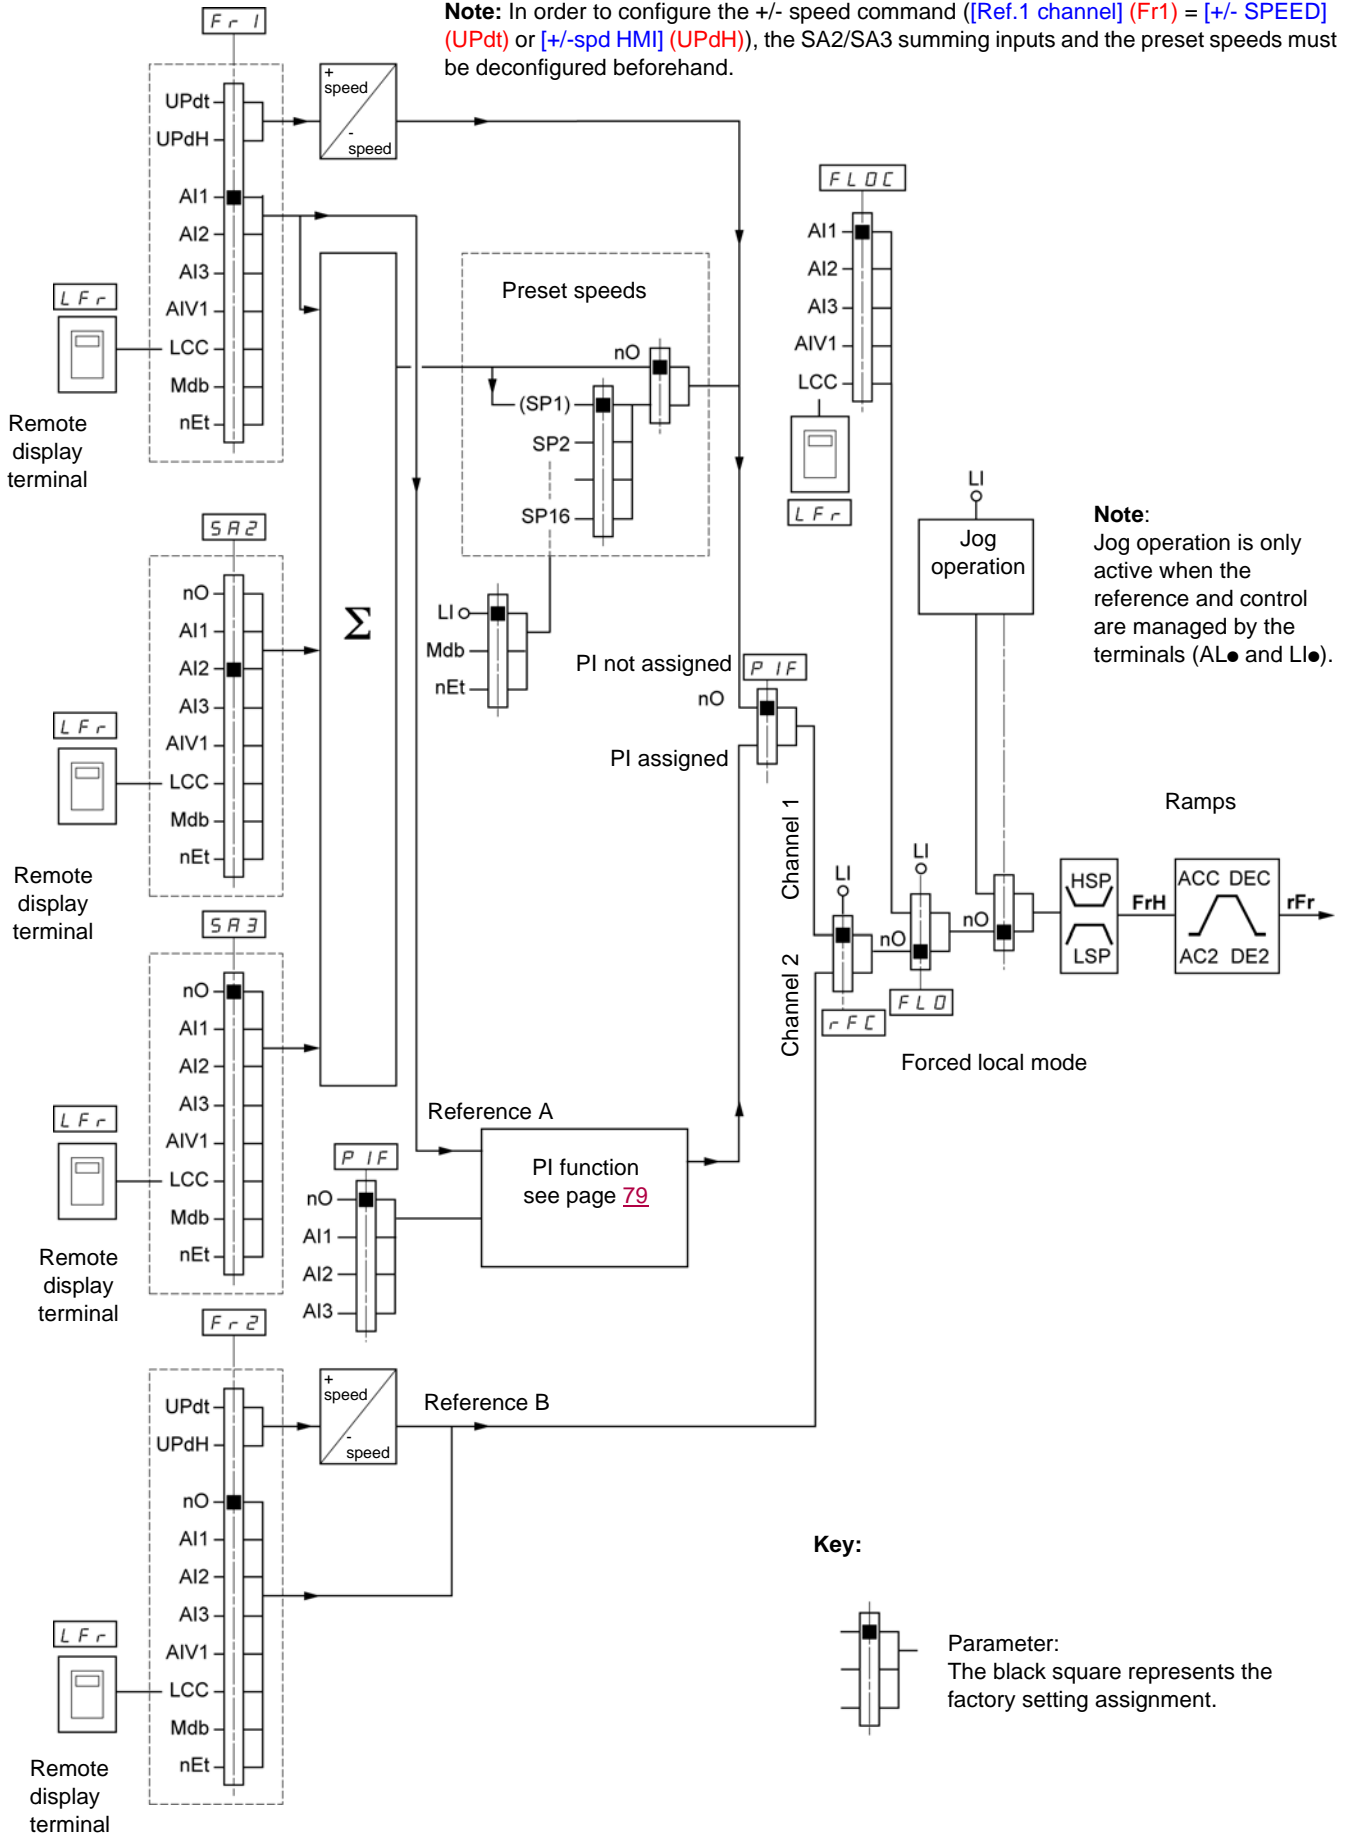 Note: In order to configure the +/- speed command ([Ref.1 channel] (Fr1) = [+/- SPEED]
(UPdt) or [+/-spd HMI] (UPdH)), the SA2/SA3 summing inputs and the preset speeds must
be deconfigured beforehand.
Fr1
UPdt
UPdH
AI1
AI2
AI3
AIV1
LCC
Mdb
nEt
LFr
Remote
display
terminal
+
speed
-
speed
SA2
nO
AI1
AI2
AI3
AIV1
LCC
Mdb
nEt
LFr
Remote
display
terminal
SA3
nO
AI1
AI2
AI3
AIV1
LCC
Mdb
nEt
LFr
Remote
display
terminal
Σ
Preset speeds
nO
(SP1)
SP2
SP16
LI
Mdb
nEt
PI not assigned
PIF
nO
PI assigned
FLOC
AI1
AI2
AI3
AIV1
LCC
LFr
LI
Jog
operation
Note:
Jog operation is only
active when the
reference and control
are managed by the
terminals (AL● and LI●).
Channel 1
Channel 2
LI
nO
rFC
LI
nO
FLO
Forced local mode
Ramps
HSP
LSP
FrH
ACC DEC
AC2 DE2
rFr
Reference A
PIF
nO
AI1
AI2
AI3
PI function
see page 79
Fr2
UPdt
UPdH
nO
AI1
AI2
AI3
AIV1
LCC
Mdb
nEt
LFr
Remote
display
terminal
+
speed
-
speed
Reference B
Key:
Parameter:
The black square represents the
factory setting assignment.